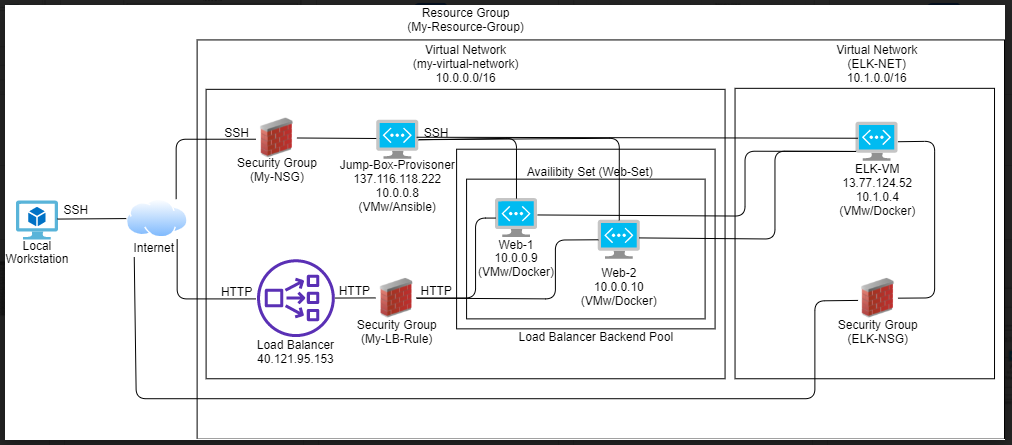 Resource Group
(My-Resource-Group)
Virtual Network
(my-virtual-network)
10.0.0.0/16
Virtual Network
(ELK-NET)
10.1.0.0/16
SSH
Security Group
(My-NSG)
SSH
Jump-Box-Provisoner
137.116.118.222
10.0.0.8
(VMw/Ansible)
Availibity Set (Web-Set)
ELK-VM
13.77.124.52
10.1.0.4
(VMw/Docker)
SSH
Local
Workstation
Internet
Web-1
10.0.0.9
(VMw/Docker)
Web-2
10.0.0.10
(VMw/Docker)
HTTP
HTTP
HTTP
Load Balancer
40.121.95.153
Security Group
(My-LB-Rule)
Load Balancer Backend Pool
Security Group
(ELK-NSG)